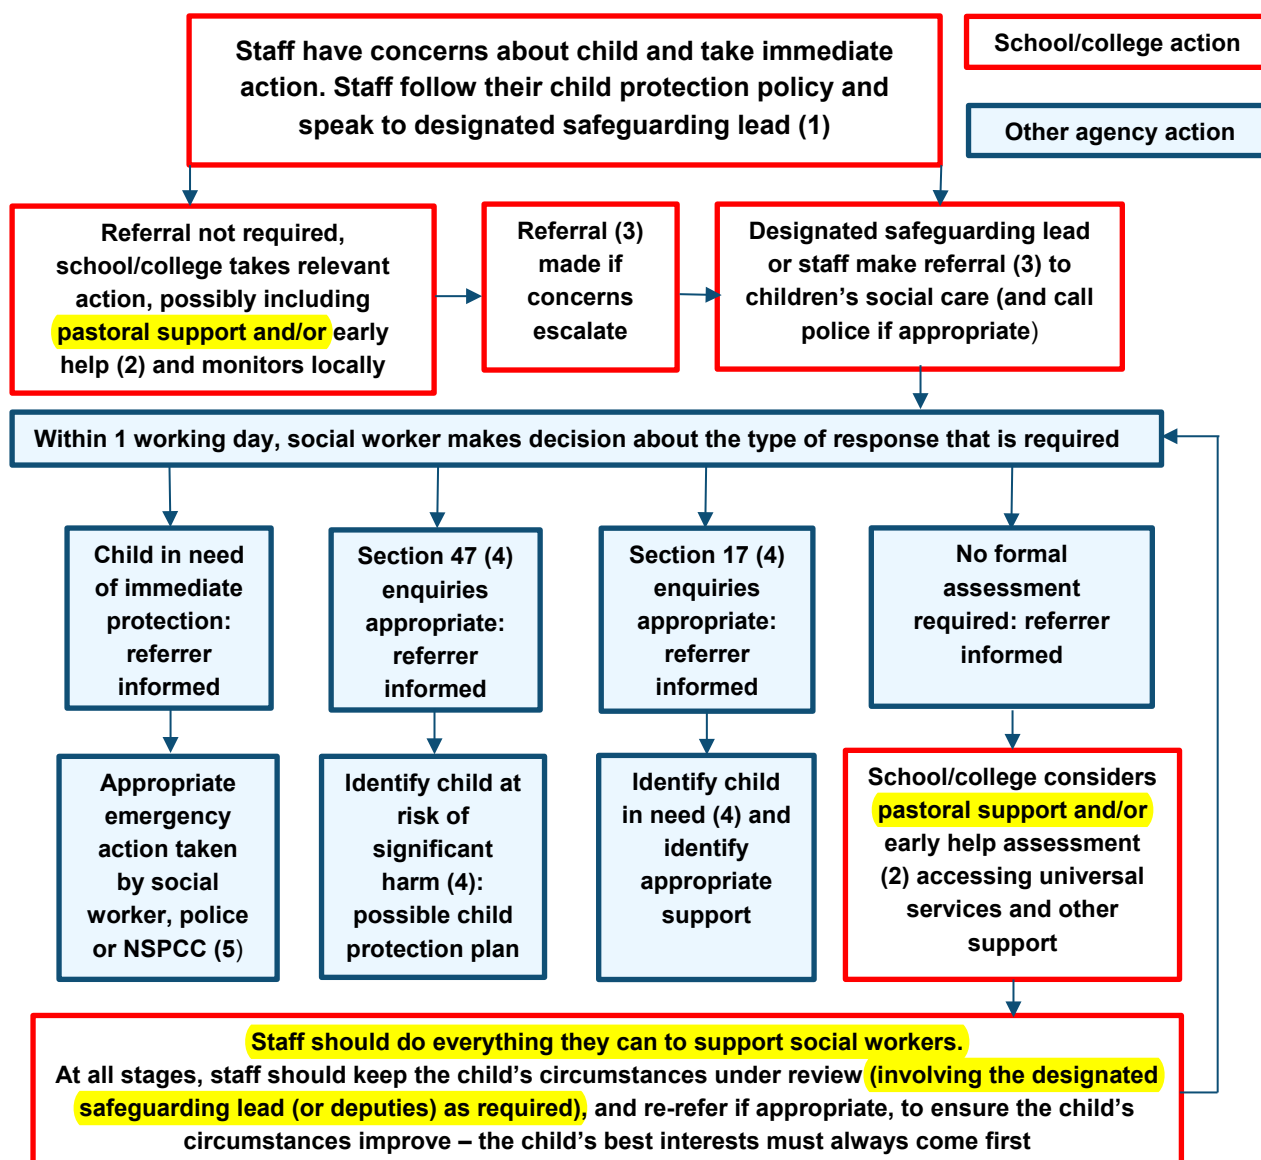 Staff have concerns about child and take immediate
action. Staff follow their child protection policy and
speak to designated safeguarding lead (1)
School/college action
Other agency action
Referral not required,
school/college takes relevant
action, possibly including
pastoral support and/or early
help (2) and monitors locally
Referral (3)
made if
concerns
escalate
Designated safeguarding lead
or staff make referral (3) to
children’s social care (and call
police if appropriate)
Within 1 working day, social worker makes decision about the type of response that is required
Child in need
of immediate
protection:
referrer
informed
Section 47 (4)
enquiries
appropriate:
referrer
informed
Section 17 (4)
enquiries
appropriate:
referrer
informed
No formal
assessment
required: referrer
informed
Appropriate
emergency
action taken
by social
worker, police
or NSPCC (5)
Identify child at
risk of
significant
harm (4):
possible child
protection plan
Identify child
in need (4) and
identify
appropriate
support
School/college considers
pastoral support and/or
early help assessment
(2) accessing universal
services and other
support
Staff should do everything they can to support social workers.
At all stages, staff should keep the child’s circumstances under review (involving the designated
safeguarding lead (or deputies) as required), and re-refer if appropriate, to ensure the child’s
circumstances improve – the child’s best interests must always come first